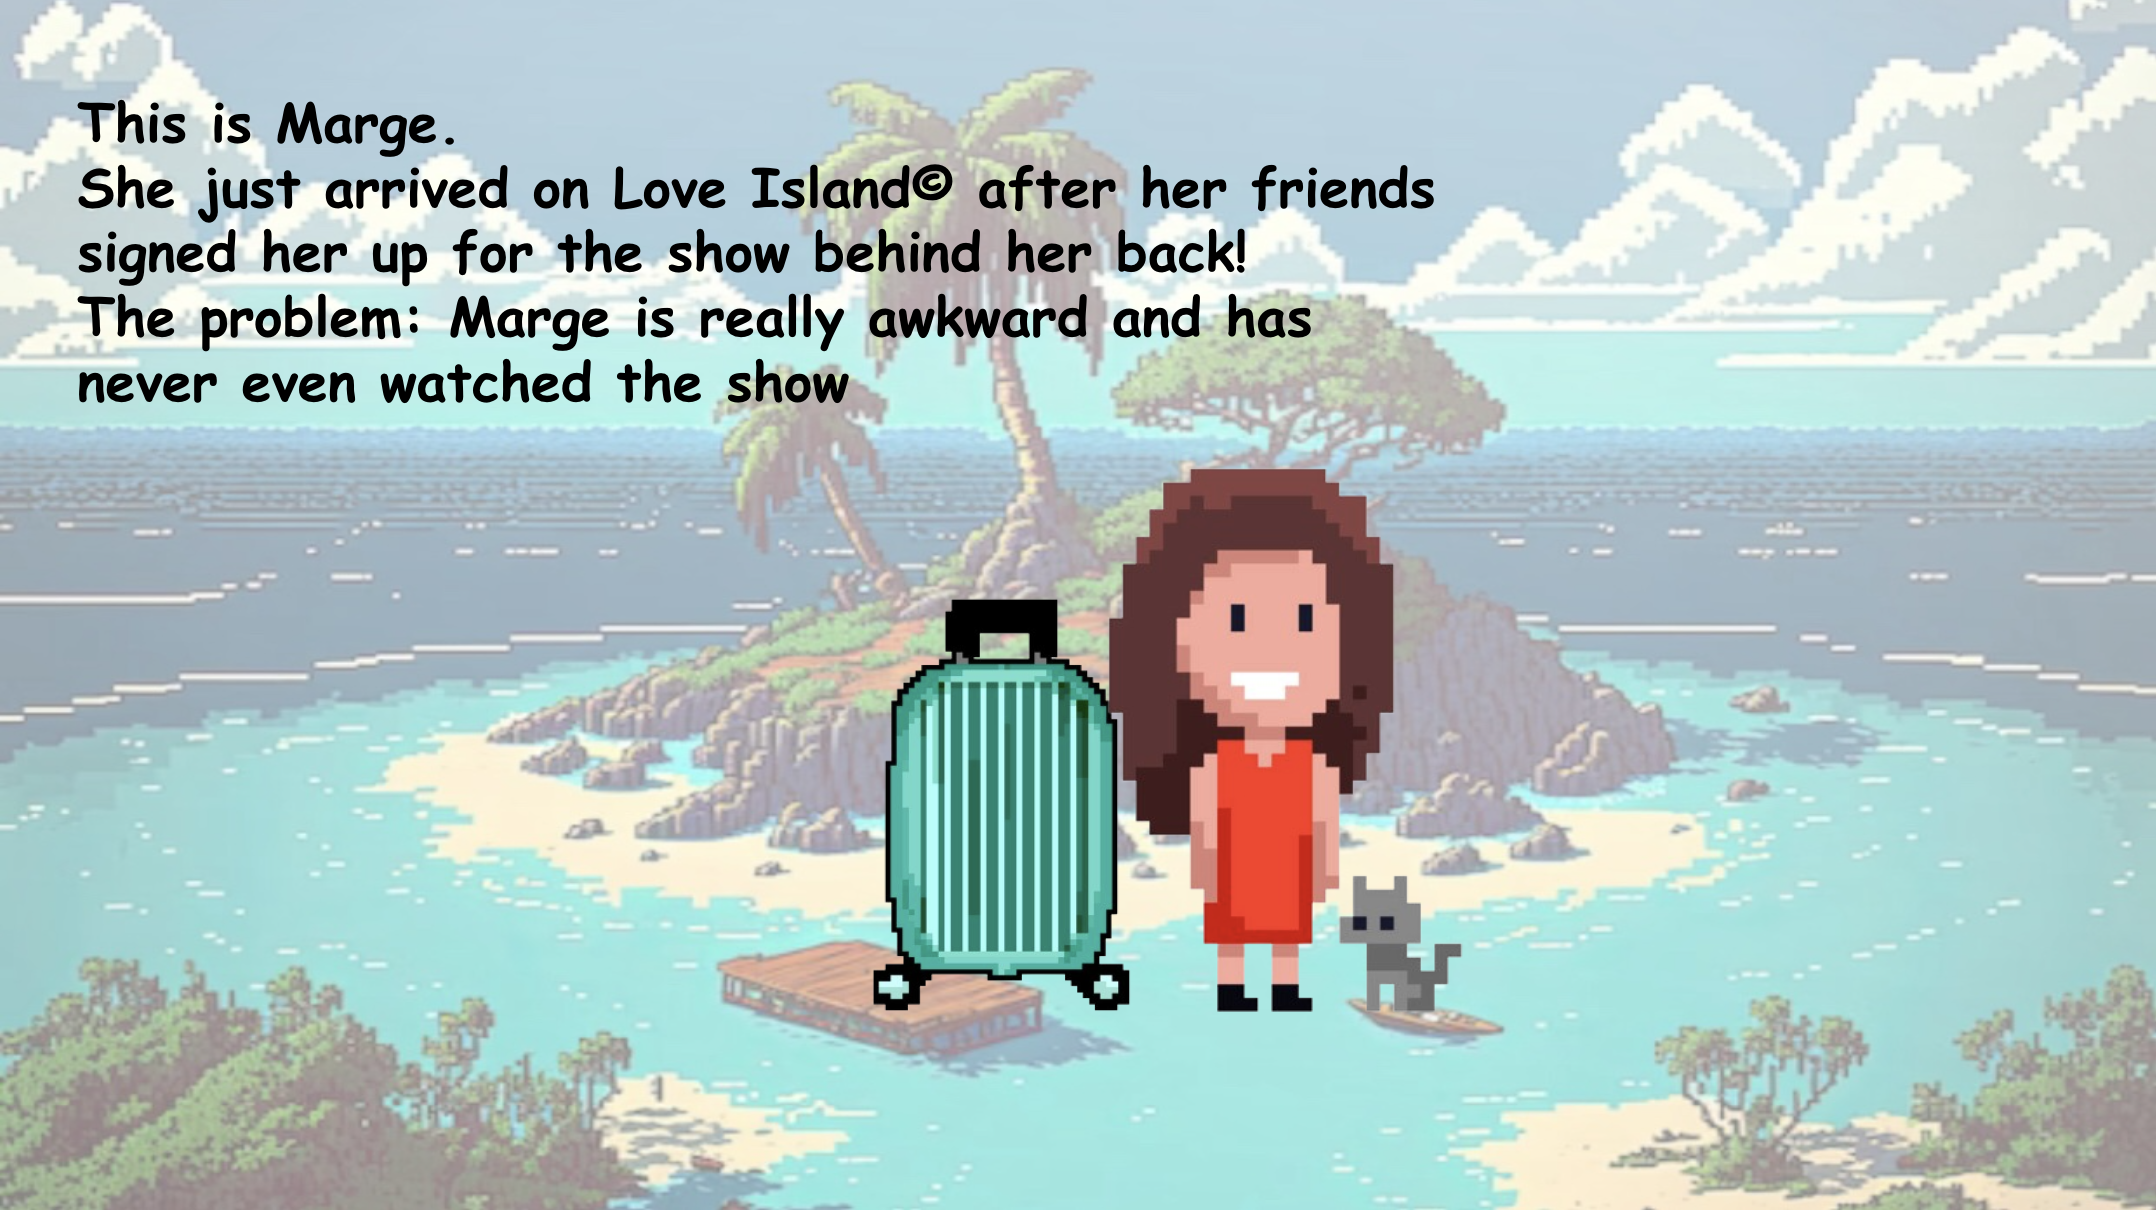 This is Marge.
She just arrived on Love Island© after her friends
signed her up for the show behind her back!
The problem: Marge is really awkward and has
never even watched the show